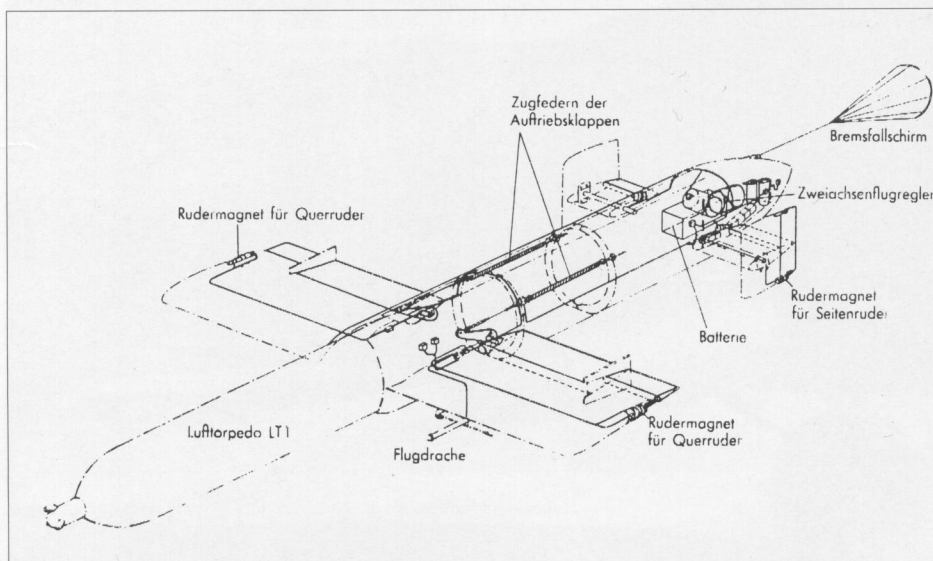 Zugfedern der
Auftriebsklappen
Bremsfallschirm
Zweiachsenflugregler
Rudermagnet für Querruder
Rudermagnet
für Seitenruder
Batterie
Rudermagnet
für Querruder
Flugdrache
Lufttorpedo LT1